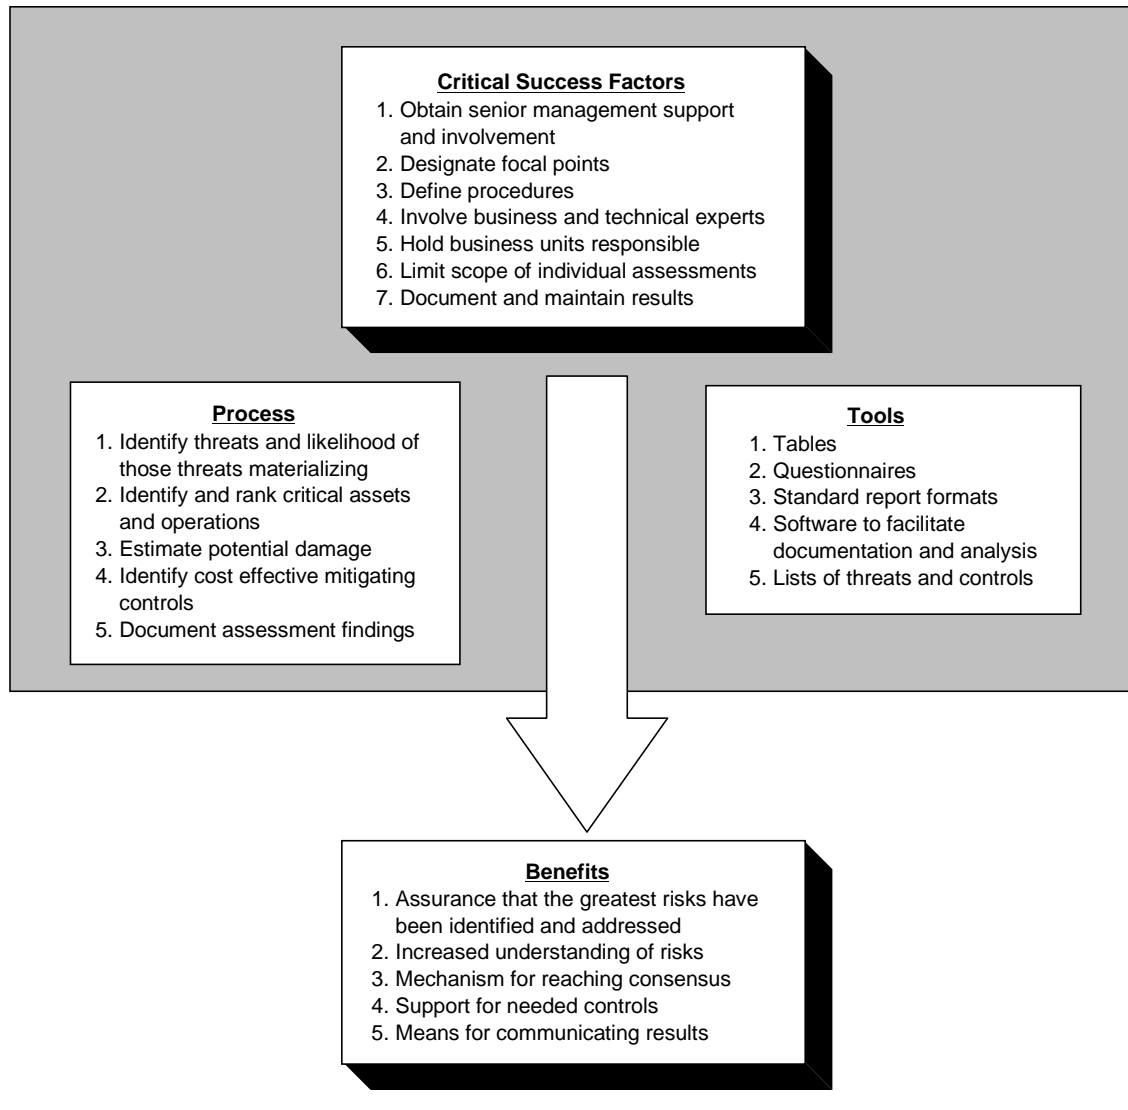 Critical Success Factors
1. Obtain senior management support
and involvement
2. Designate focal points
3. Define procedures
4. Involve business and technical experts
5. Hold business units responsible
6. Limit scope of individual assessments
7. Document and maintain results
Process
1. Identify threats and likelihood of
those threats materializing
2. Identify and rank critical assets
and operations
3. Estimate potential damage
4. Identify cost effective mitigating
controls
5. Document assessment findings
Tools
1. Tables
2. Questionnaires
3. Standard report formats
4. Software to facilitate
documentation and analysis
5. Lists of threats and controls
Benefits
1. Assurance that the greatest risks have
been identified and addressed
2. Increased understanding of risks
3. Mechanism for reaching consensus
4. Support for needed controls
5. Means for communicating results